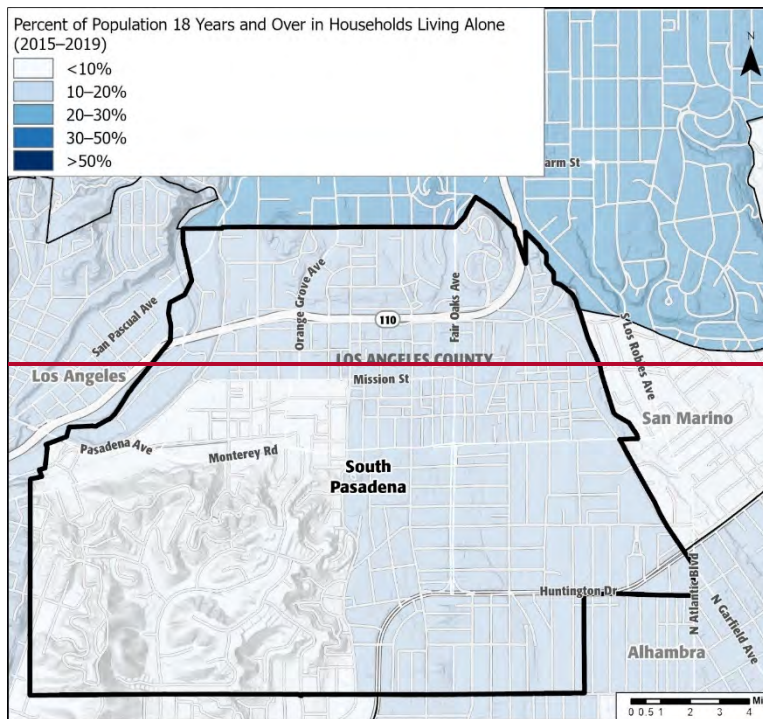 Percent of Population 18 Years and Over in Households Living Alone
(2015–2019)
<10%
10–20%
20–30%
30–50%
>50%
N
arm St
Orange Grove Ave
Fair Oaks Ave
San Pascual Ave
110
S Los Robles Ave
LOS ANGELES COUNTY
Los Angeles
Mission St
San Marino
Pasadena Ave
Monterey Rd
South
Pasadena
Huntington Dr
N Atlantic Blvd
N Garfield Ave
Alhambra
Mi
0 0.5 1 2 3 4